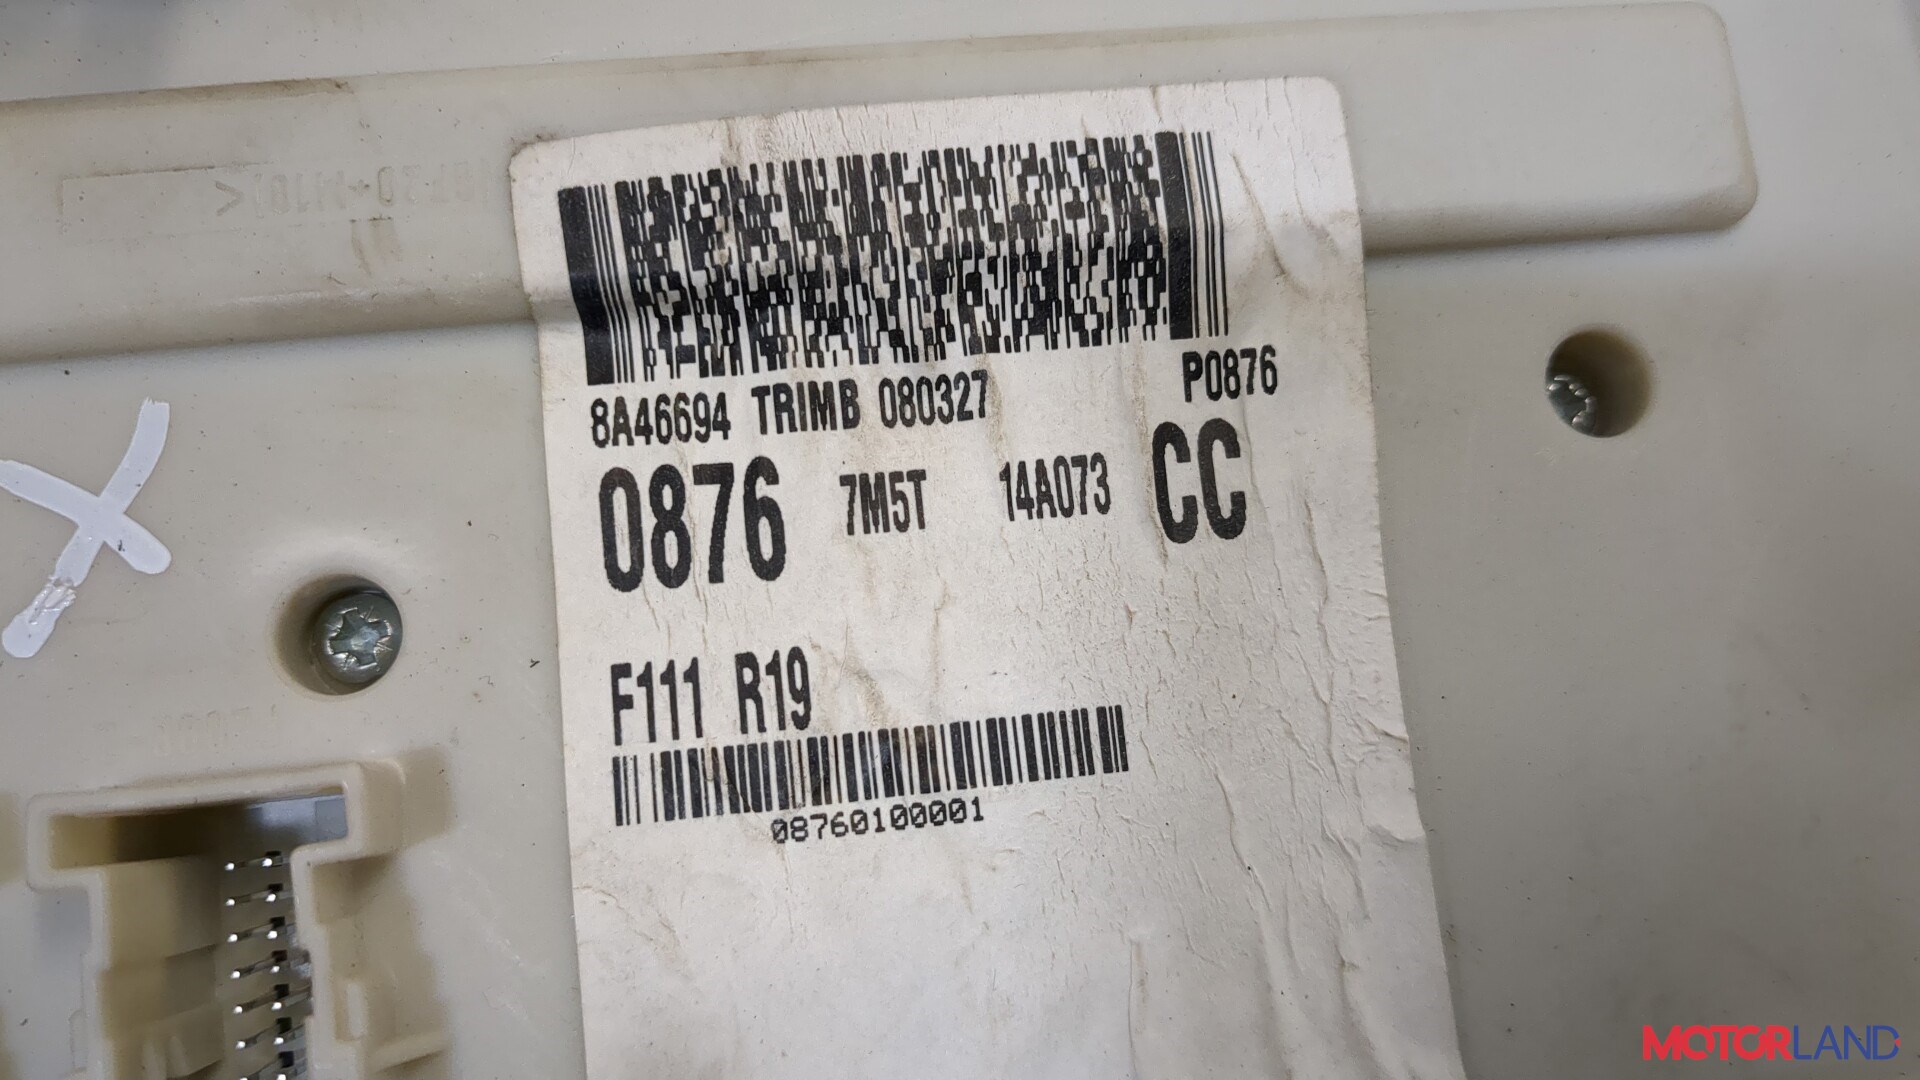 8A46694 TRIMB 080327 P0876
0876 7M5T 14A073 CC
F111 R19
08760100001
MOTORLAND